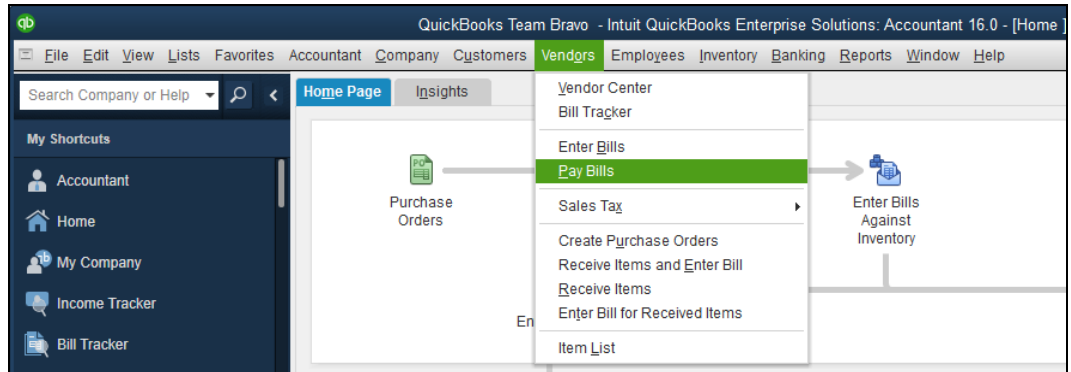 qb
QuickBooks Team Bravo - Intuit QuickBooks Enterprise Solutions: Accountant 16.0 - [Home ]
File Edit View Lists Favorites Accountant Company Customers Vendors Employees Inventory Banking Reports Window Help
Search Company or Help
Home Page Insights
My Shortcuts
Accountant
Home
My Company
Income Tracker
Bill Tracker
Vendor Center
Bill Tracker
Enter Bills
Pay Bills
Sales Tax
Create Purchase Orders
Receive Items and Enter Bill
Receive Items
Enter Bill for Received Items
Item List
PO
Purchase
Orders
En
Enter Bills
Against
Inventory